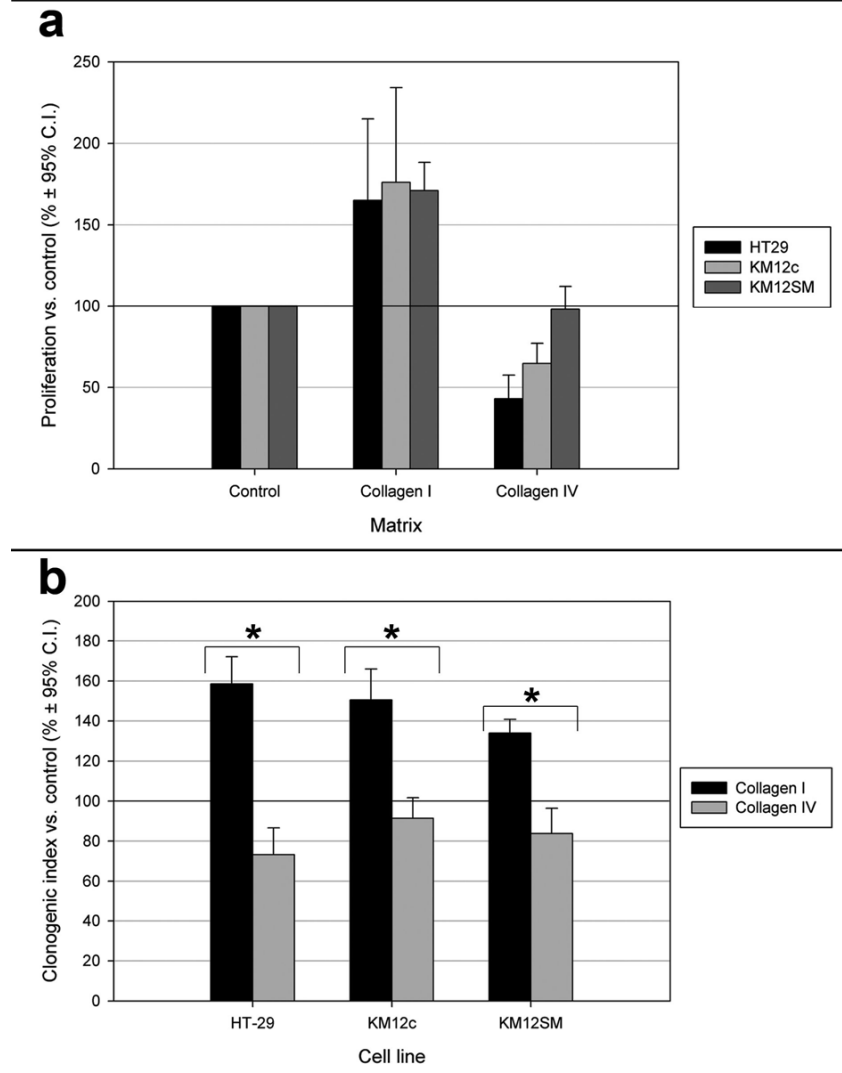 a
Proliferation vs. control (% ± 95% C.I.)
250
200
150
100
50
0
Control
Collagen I
Collagen IV
Matrix
HT29
KM12c
KM12SM
b
Clonogenic index vs. control (% ± 95% C.I.)
200
180
160
140
120
100
80
60
40
20
0
*
*
*
HT-29
KM12c
KM12SM
Cell line
Collagen I
Collagen IV